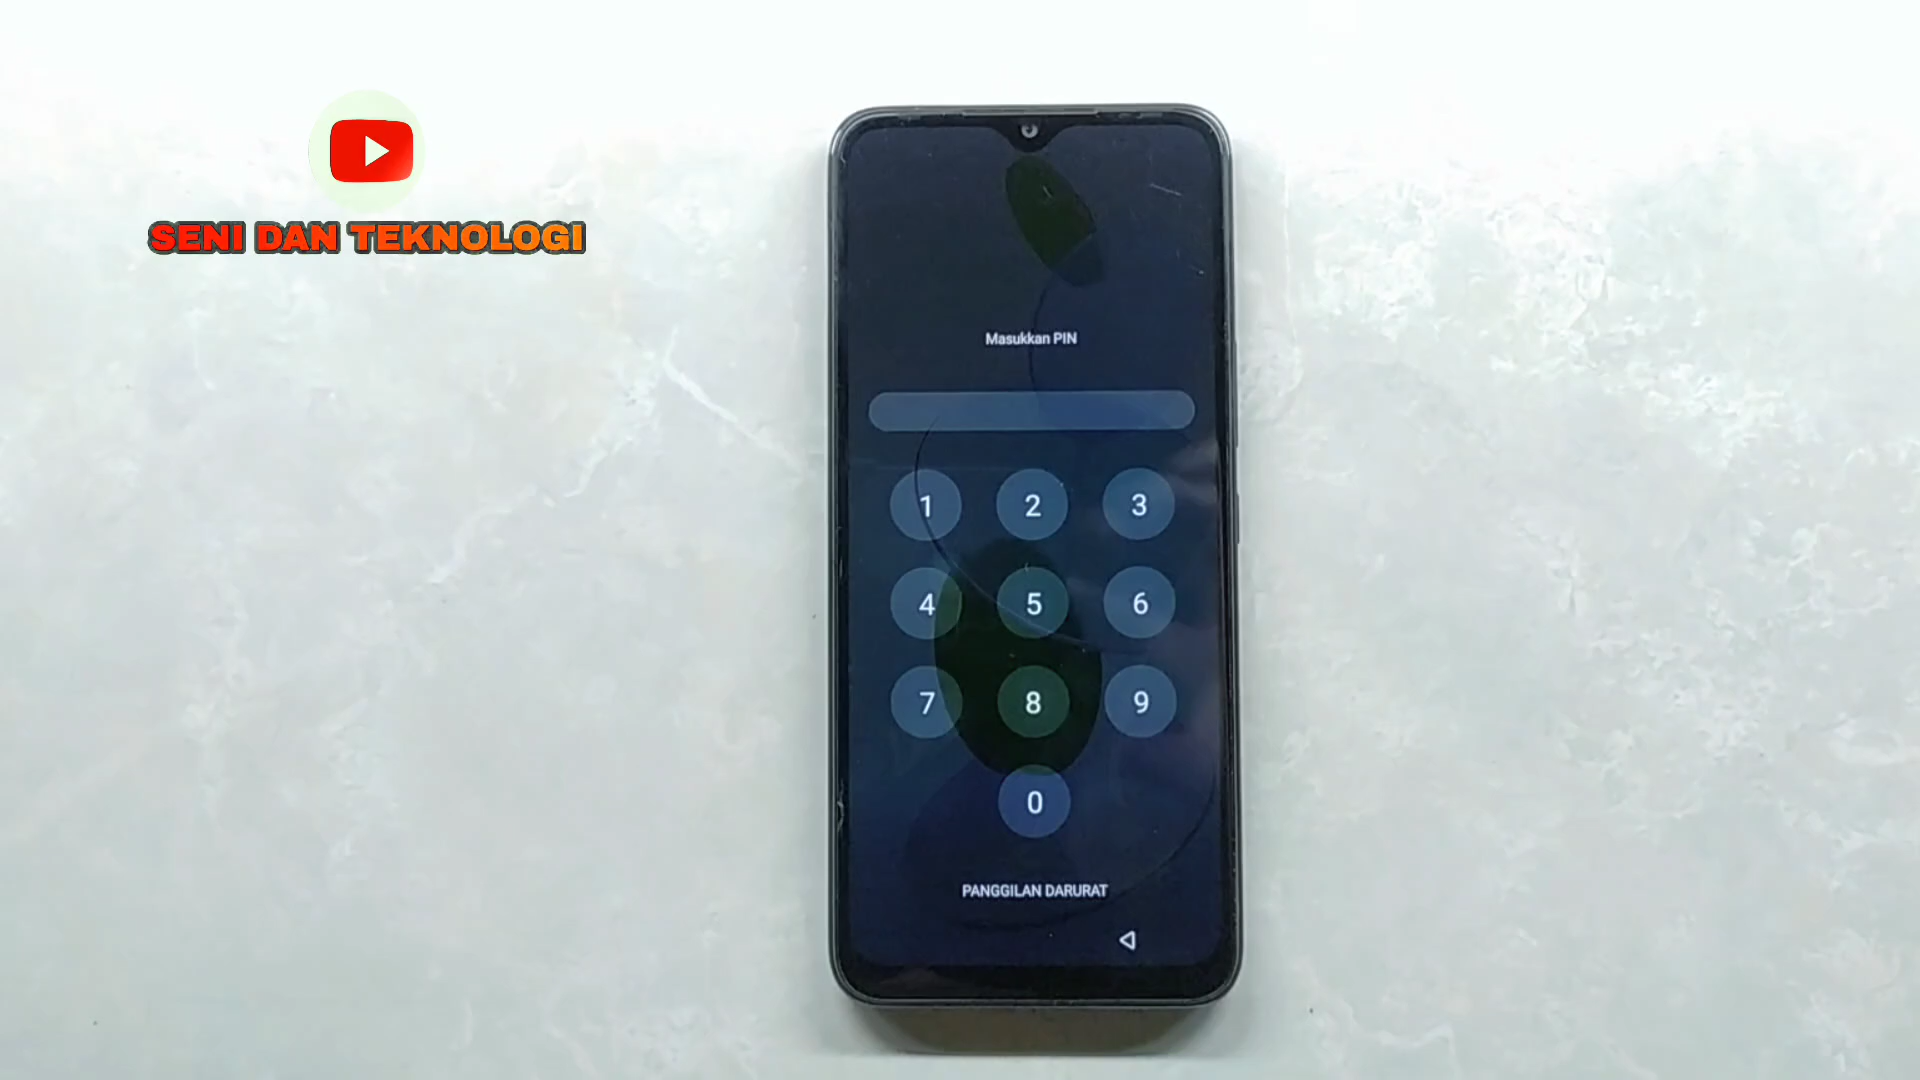 SENI DAN TEKNOLOGI
Masukkan PIN
1 2 3
4 5 6
7 8 9
0
PANGGILAN DARURAT